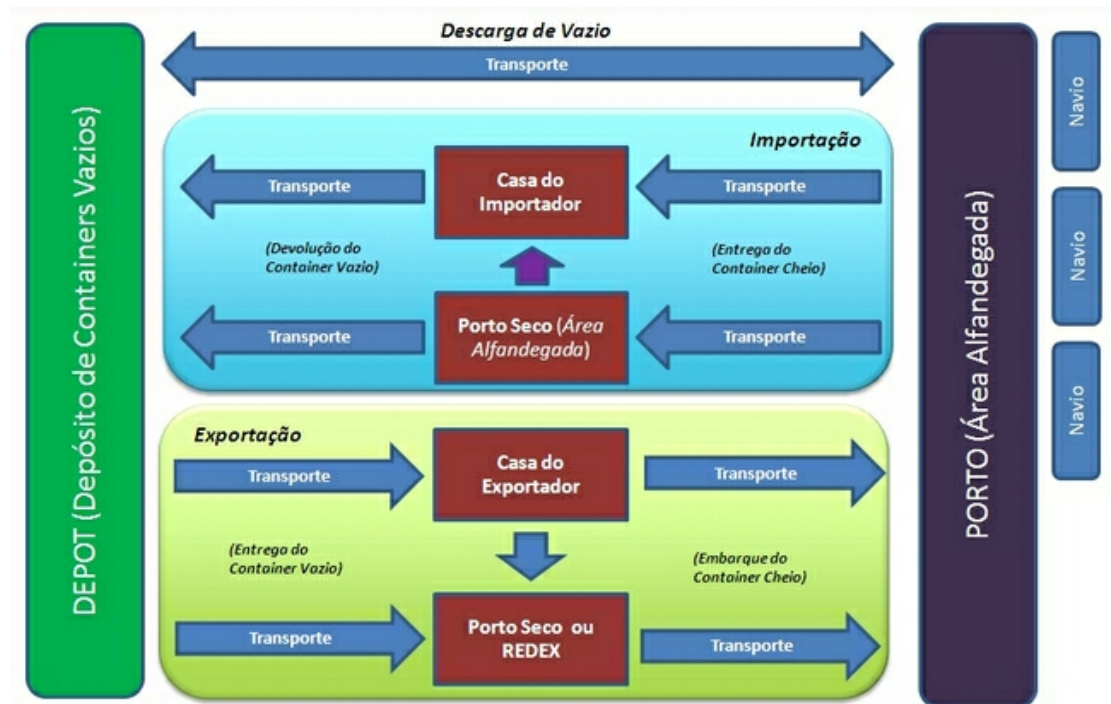 Descarga de Vazio
Transporte
DEPOT (Depósito de Containers Vazios)
Importação
Transporte
Casa do
Importador
Transporte
(Devolução do
Container Vazio)
(Entrega do
Container Cheio)
Transporte
Porto Seco (Área
Alfandegada)
Transporte
Exportação
Transporte
Casa do
Exportador
Transporte
(Entrega do
Container Vazio)
(Embarque do
Container Cheio)
Transporte
Porto Seco ou
REDEX
Transporte
PORTO (Área Alfandegada)
Navio
Navio
Navio